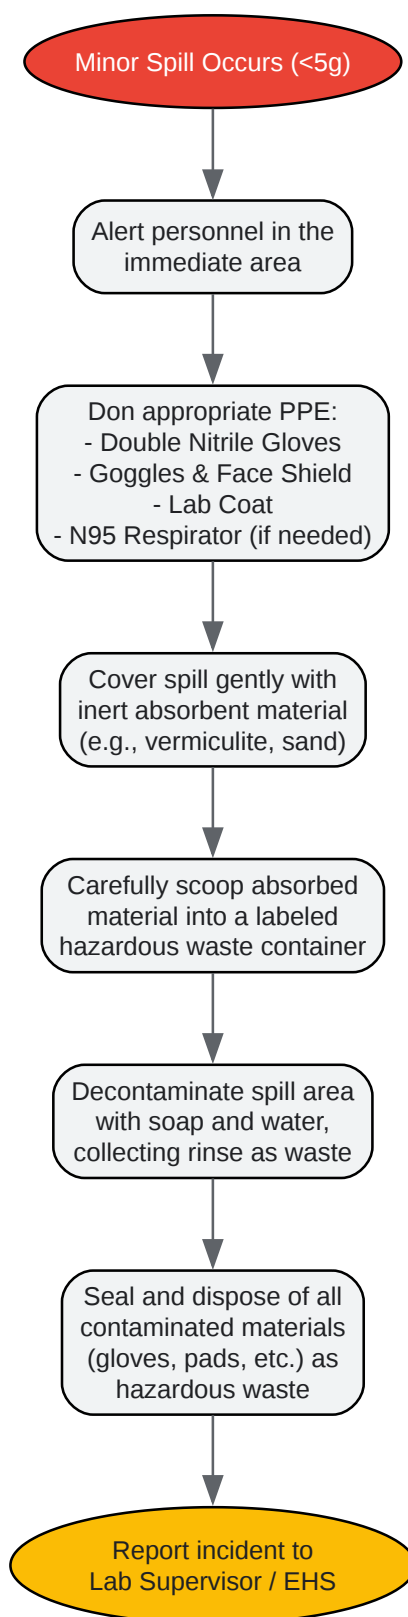 Minor Spill Occurs (<5g)
Alert personnel in the
immediate area
Don appropriate PPE:
- Double Nitrile Gloves
- Goggles & Face Shield
- Lab Coat
- N95 Respirator (if needed)
Cover spill gently with
inert absorbent material
(e.g., vermiculite, sand)
Carefully scoop absorbed
material into a labeled
hazardous waste container
Decontaminate spill area
with soap and water,
collecting rinse as waste
Seal and dispose of all
contaminated materials
(gloves, pads, etc.) as
hazardous waste
Report incident to
Lab Supervisor / EHS